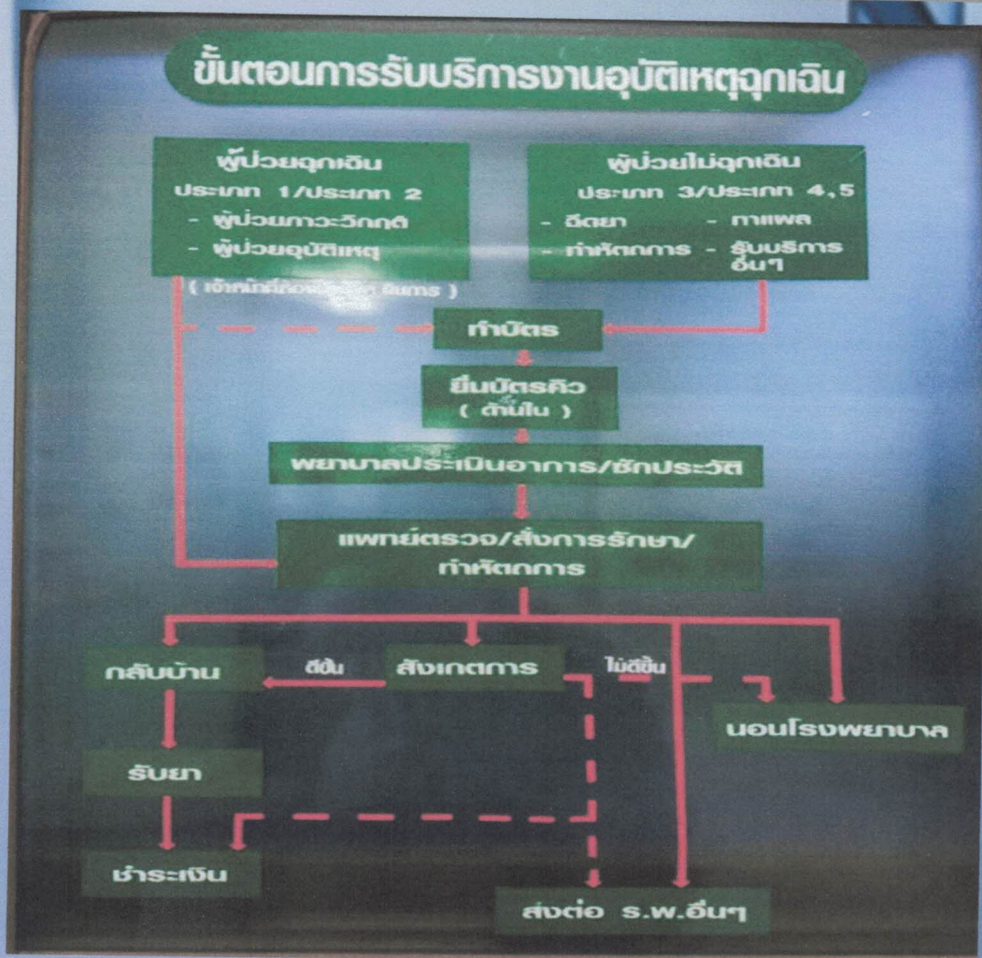 ขั้นตอนการรับบริการงานอุบัติเหตุฉุกเฉิน
ผู้ป่วยฉุกเฉิน
ประเภท 1/ประเภท 2
- ผู้ป่วยภาวะวิกฤติ
- ผู้ป่วยอุบัติเหตุ
ผู้ป่วยไม่ฉุกเฉิน
ประเภท 3/ประเภท 4,5
- ฉีดยา - ทำแผล
- ทำหัตถการ - รับบริการ
อื่นๆ
( เจ้าหน้าที่ )
ทำบัตร
ยื่นบัตรคิว
( ด้านใน )
พยาบาลประเมินอาการ/ซักประวัติ
แพทย์ตรวจ/สั่งการรักษา/
ทำหัตถการ
กลับบ้าน
ดีขึ้น
สังเกตการ
ไม่ดีขึ้น
นอนโรงพยาบาล
รับยา
ชำระเงิน
ส่งต่อ ร.พ.อื่นๆ